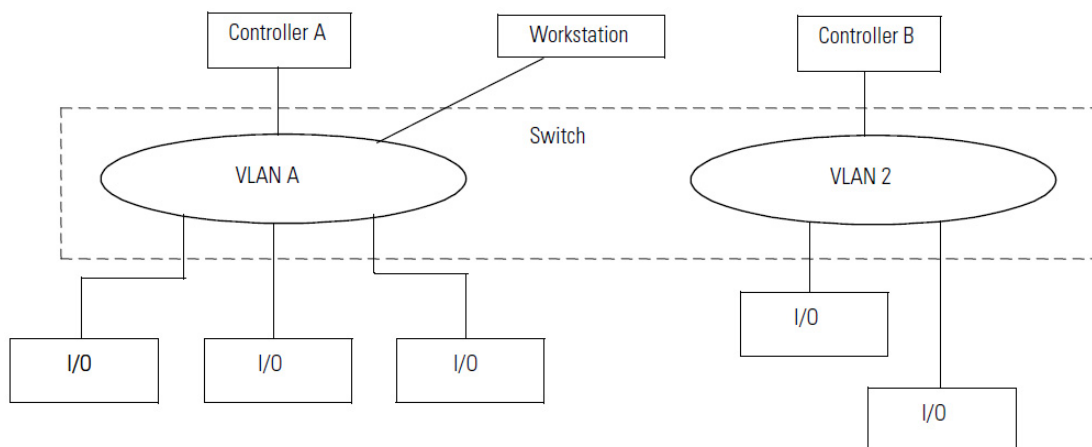 Controller A
Workstation
Controller B
Switch
VLAN A
VLAN 2
I/O
I/O
I/O
I/O
I/O